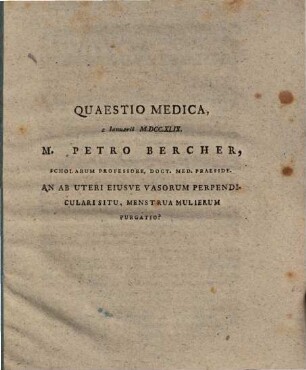 QUAESTIO MEDICA,
2 Ianuarii M.DCC.XLIX.
M. PETRO BERCHER,
SCHOLARUM PROFESSORE, DOCT. MED. PRAESIDE.
AN AB UTERI EIUSVE VASORUM PERPENDI-
CULARI SITU, MENSTRUA MULIERUM
PURGATIO?